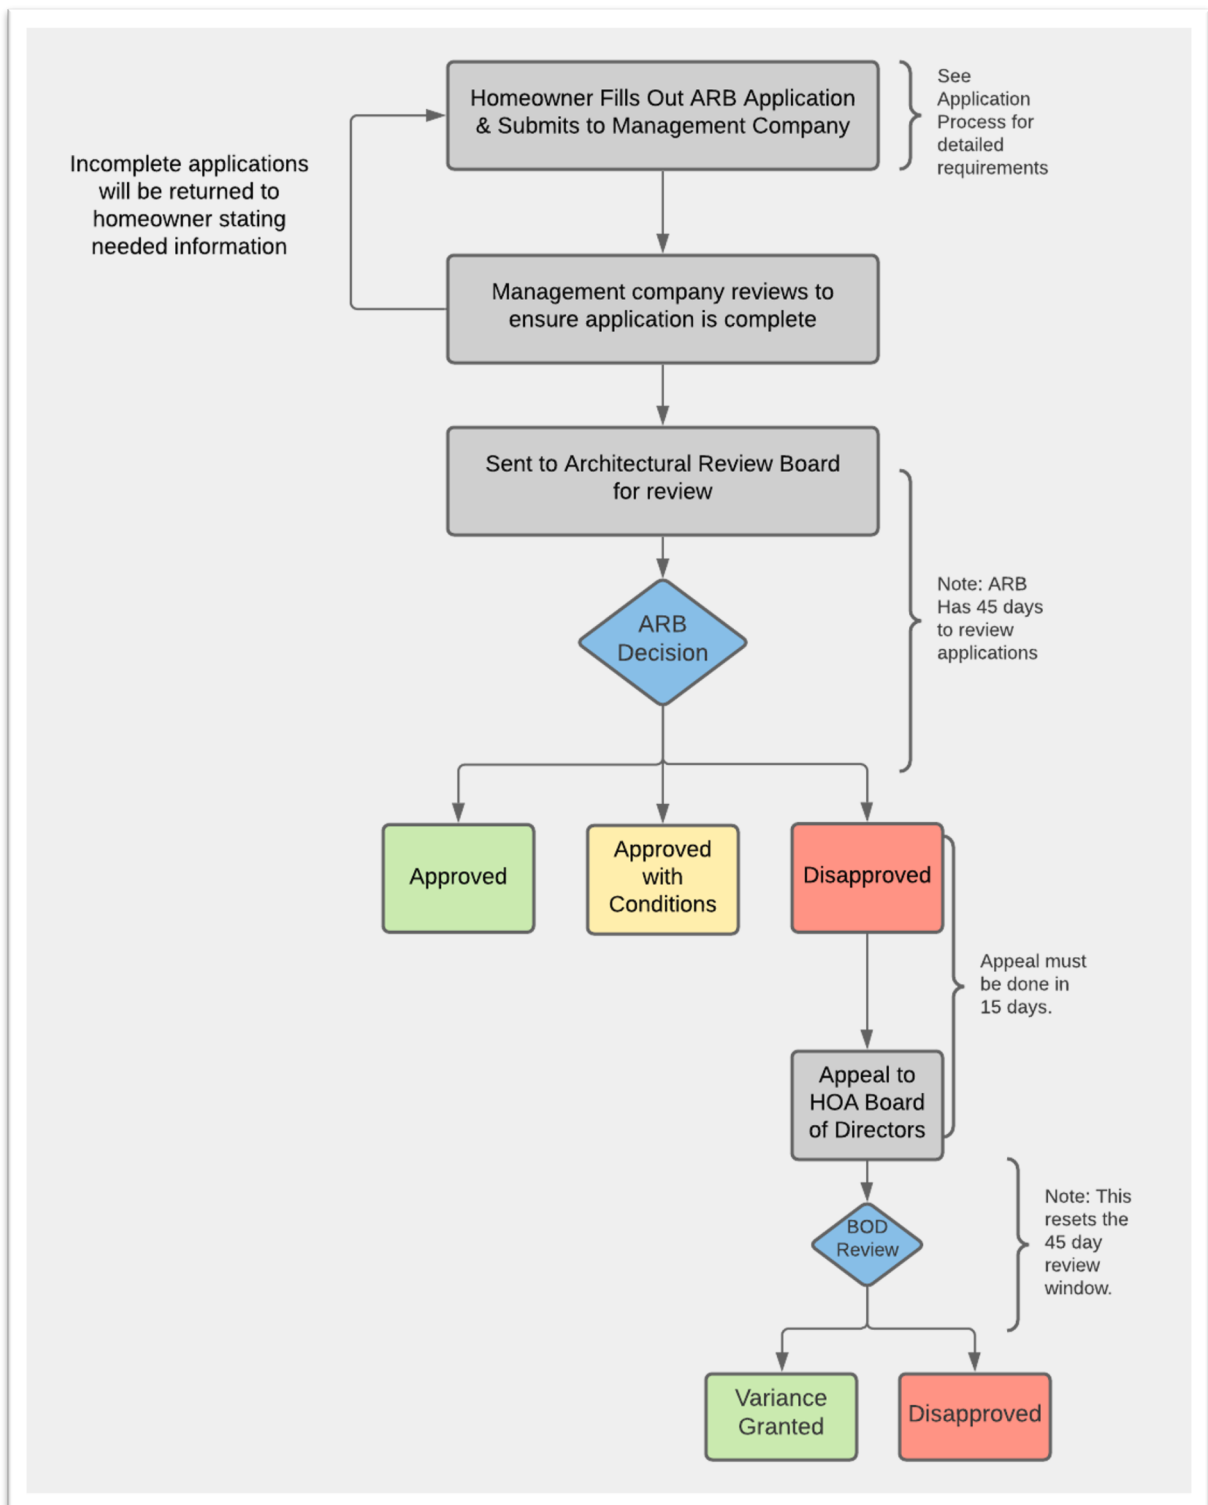 Homeowner Fills Out ARB Application
& Submits to Management Company
See
Application
Process for
detailed
requirements
Incomplete applications
will be returned to
homeowner stating
needed information
Management company reviews to
ensure application is complete
Sent to Architectural Review Board
for review
Note: ARB
Has 45 days
to review
applications
ARB
Decision
Approved
Approved
with
Conditions
Disapproved
Appeal must
be done in
15 days.
Appeal to
HOA Board
of Directors
BOD
Review
Note: This
resets the
45 day
review
window.
Variance
Granted
Disapproved